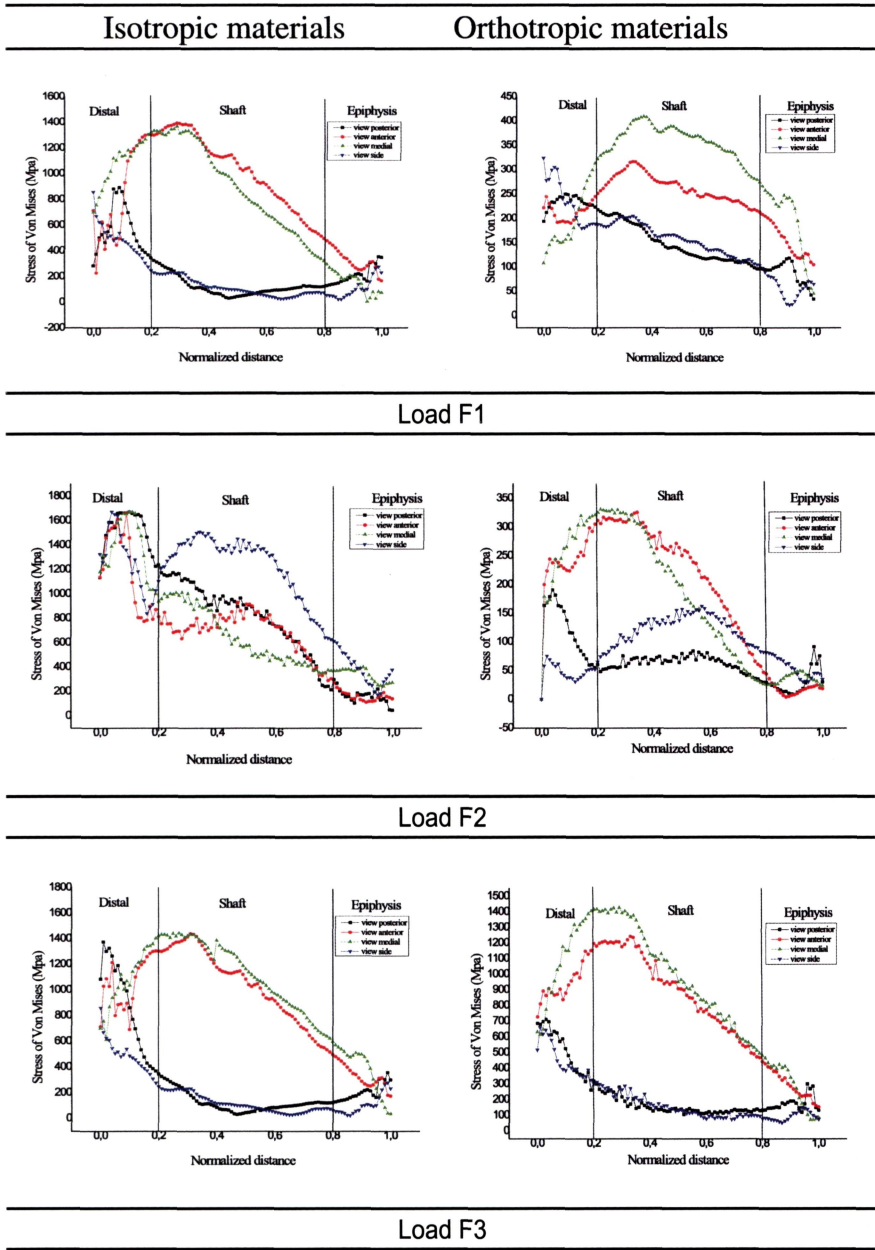 Isotropic materials Orthotropic materials
Stress of Von Mises (Mpa)
1600
1400
1200
1000
800
600
400
200
0
-200
Distal Shaft Epiphysis
view posterior
view anterior
view medial
view side
0,0 0,2 0,4 0,6 0,8 1,0
Normalized distance
Stress of Von Mises (Mpa)
450
400
350
300
250
200
150
100
50
0
Distal Shaft Epiphysis
view posterior
view anterior
view medial
view side
0,0 0,2 0,4 0,6 0,8 1,0
Normalized distance
Load F1
Stress of Von Mises (Mpa)
1800
1600
1400
1200
1000
800
600
400
200
0
Distal Shaft Epiphysis
view posterior
view anterior
view medial
view side
0,0 0,2 0,4 0,6 0,8 1,0
Normalized distance
Stress of Von Mises (Mpa)
350
300
250
200
150
100
50
0
50
Distal Shaft Epiphysis
view posterior
view anterior
view medial
view side
0,0 0,2 0,4 0,6 0,8 1,0
Normalized distance
Load F2
Stress of Von Mises (Mpa)
1800
1600
1400
1200
1000
800
600
400
200
0
Distal Shaft Epiphysis
view posterior
view anterior
view medial
view side
0,0 0,2 0,4 0,6 0,8 1,0
Normalized distance
Stress of Von Mises (Mpa)
1500
1400
1300
1200
1100
1000
900
800
700
600
500
400
300
200
100
0
Distal Shaft Epiphysis
view posterior
view anterior
view medial
view side
0,0 0,2 0,4 0,6 0,8 1,0
Normalized distance
Load F3